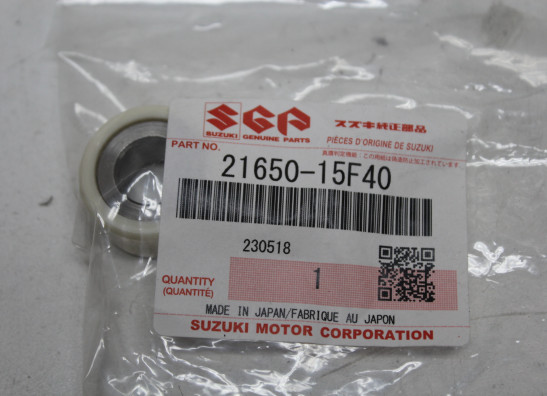 SGP スズキ純正部品
SUZUKI GENUINE PARTS PIÈCES D'ORIGINE DE SUZUKI
PART NO.
21650-15F40
230518
QUANTITY 1
(QUANTITÉ)
MADE IN JAPAN/FABRIQUE AU JAPON
SUZUKI MOTOR CORPORATION